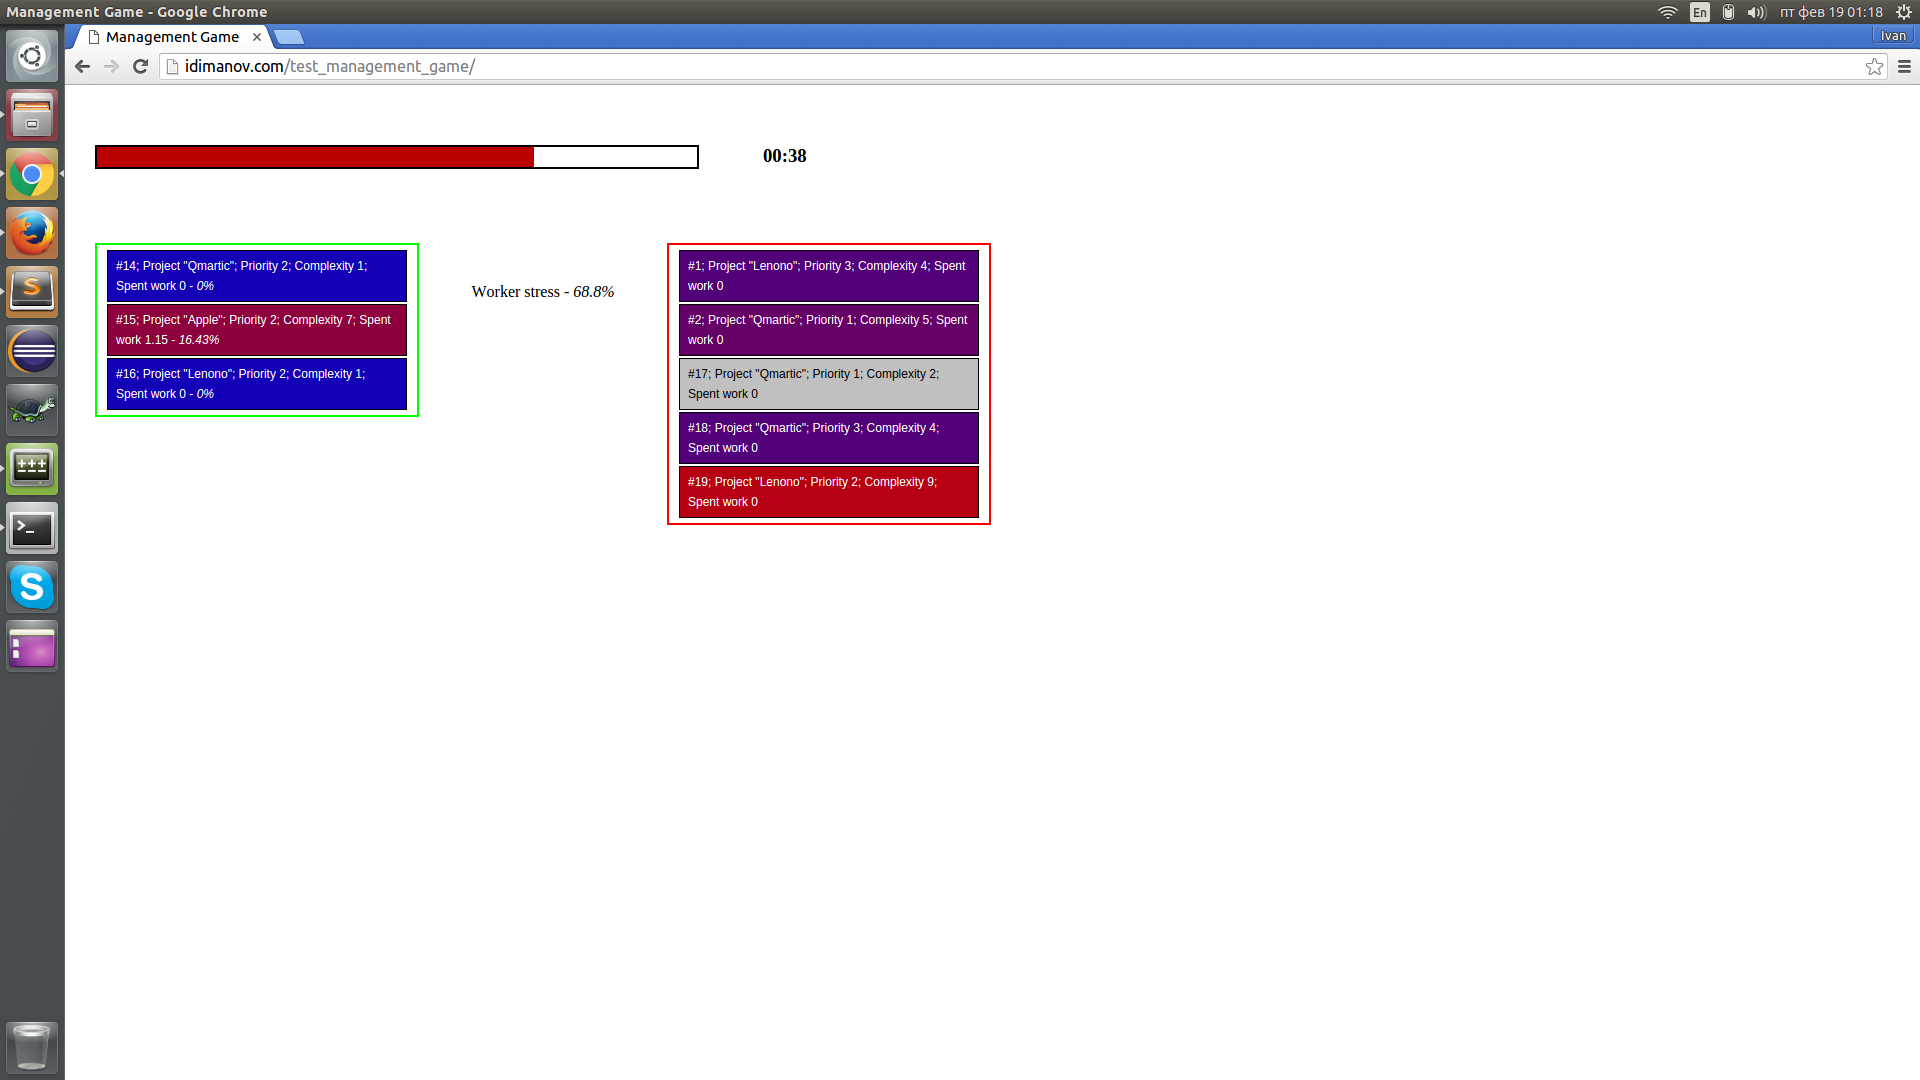 Management Game - Google Chrome
En
пт фев 19 01:18
Management Game
Ivan
idimanov.com/test_management_game/
00:38
#14; Project "Qmartic"; Priority 2; Complexity 1;
Spent work 0 - 0%
#15; Project "Apple"; Priority 2; Complexity 7; Spent
work 1.15 - 16.43%
#16; Project "Lenono"; Priority 2; Complexity 1;
Spent work 0 - 0%
Worker stress - 68.8%
#1; Project "Lenono"; Priority 3; Complexity 4; Spent
work 0
#2; Project "Qmartic"; Priority 1; Complexity 5; Spent
work 0
#17; Project "Qmartic"; Priority 1; Complexity 2;
Spent work 0
#18; Project "Qmartic"; Priority 3; Complexity 4;
Spent work 0
#19; Project "Lenono"; Priority 2; Complexity 9;
Spent work 0